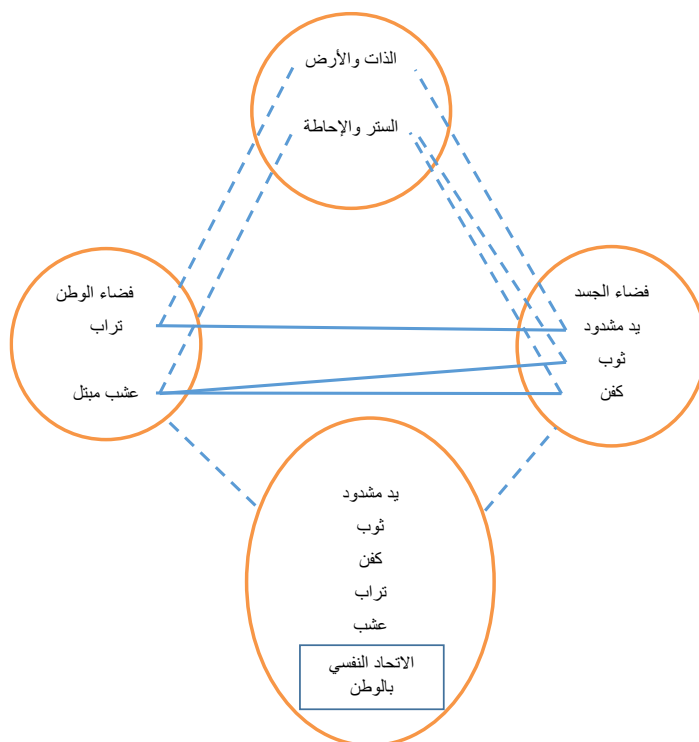 الذات والأرض
الستر والإحاطة
فضاء الجسد
يد مشدود
ثوب
كفن
فضاء الوطن
تراب
عشب مبتل
يد مشدود
ثوب
كفن
تراب
عشب
الاتحاد النفسي
بالوطن